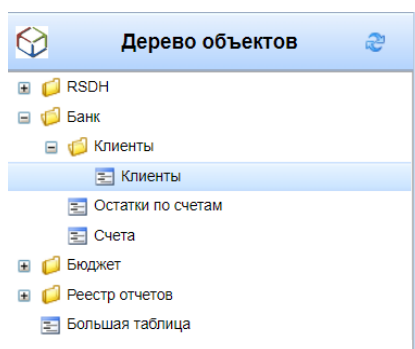 Дерево объектов
RSDH
Банк
Клиенты
Клиенты
Остатки по счетам
Счета
Бюджет
Реестр отчетов
Большая таблица